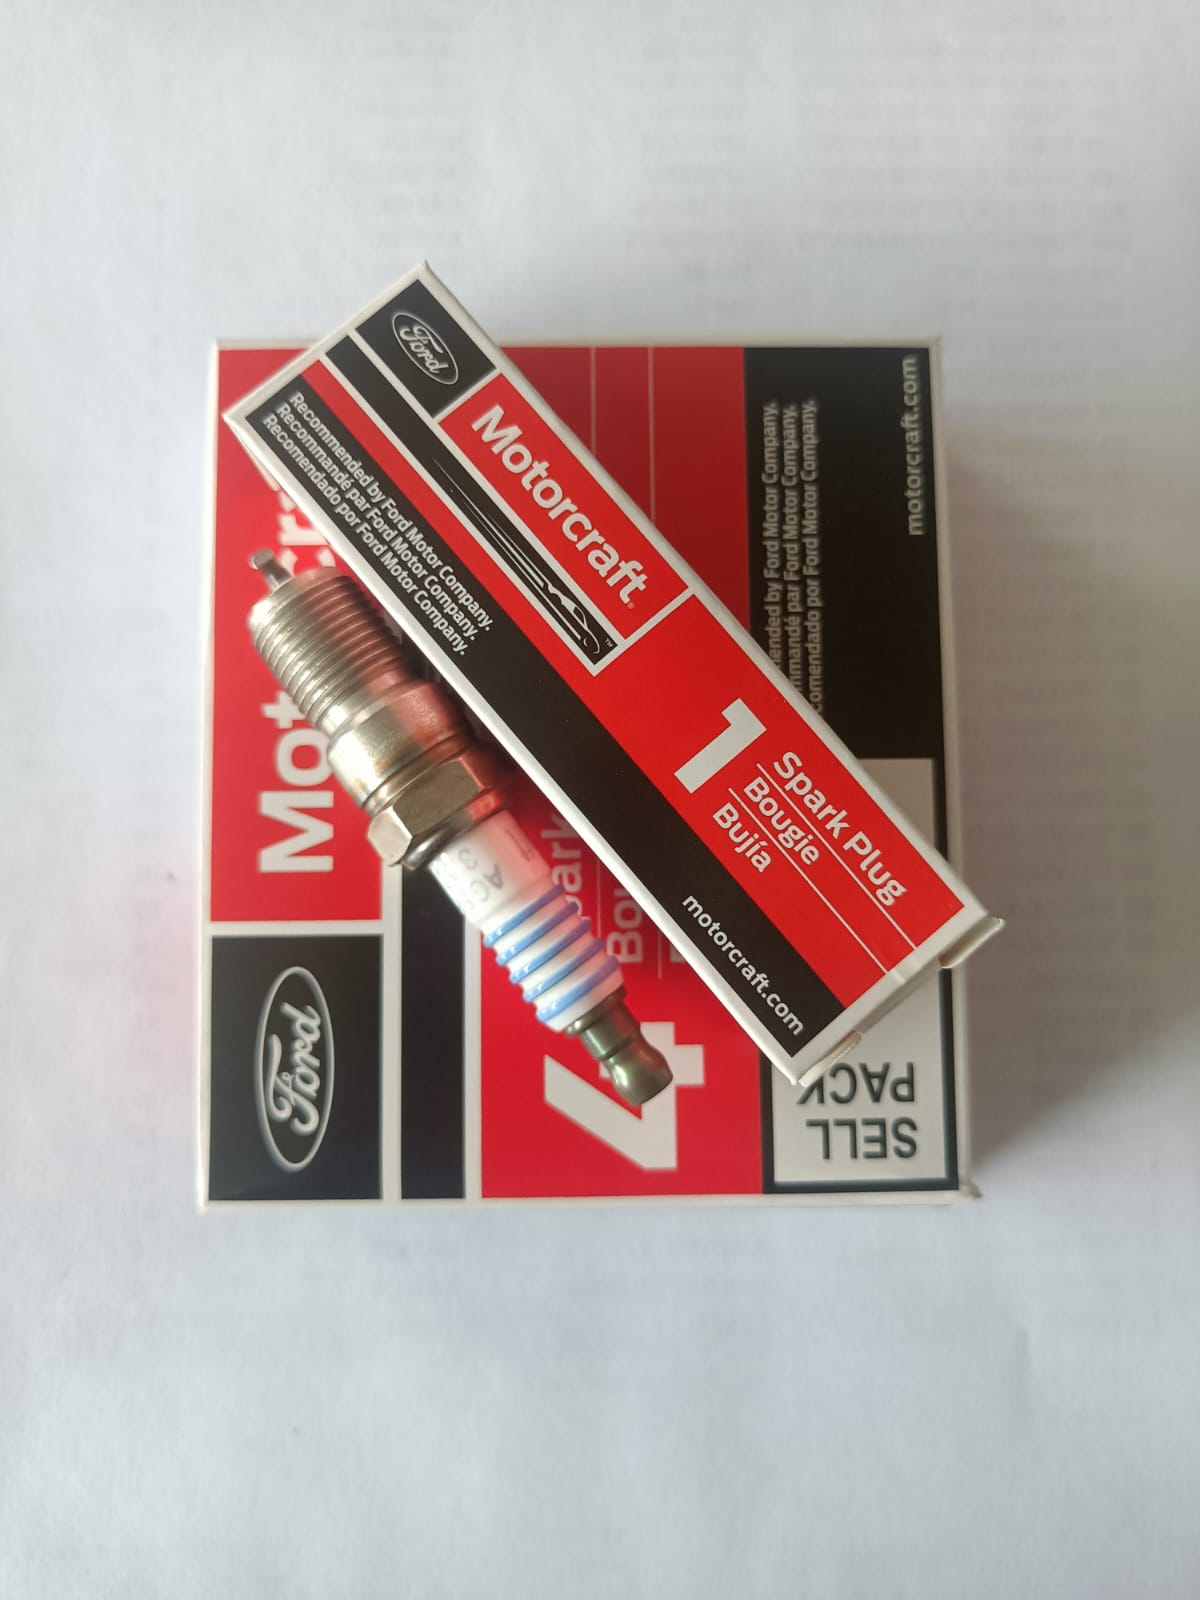 Ford
Motorcraft
Recommended by Ford Motor Company.
Recommandé par Ford Motor Company.
Recomendado por Ford Motor Company.
1
Spark Plug
Bougie
Bujía
motorcraft.com
Ford
Mot
4
park
Bou
mended by Ford Motor Company.
mmandé par Ford Motor Company.
comendado por Ford Motor Company.
motorcraft.com
SELL
PACK